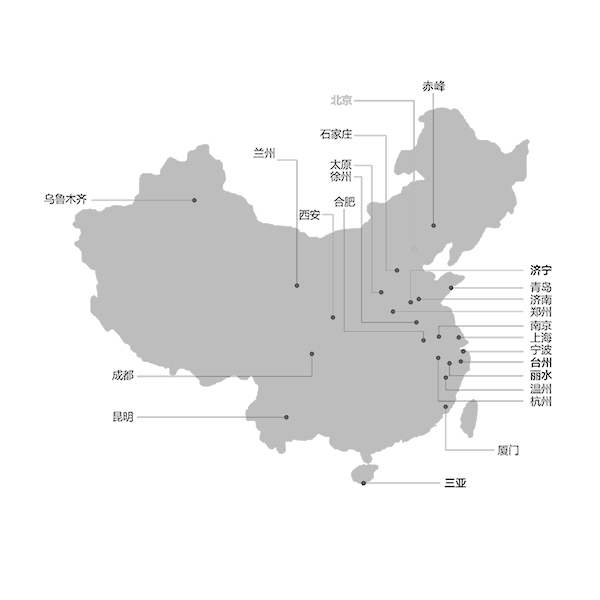 赤峰
北京
石家庄
兰州
太原
徐州
乌鲁木齐
合肥
西安
济宁
青岛
济南
郑州
南京
上海
宁波
台州
丽水
温州
杭州
成都
昆明
厦门
三亚